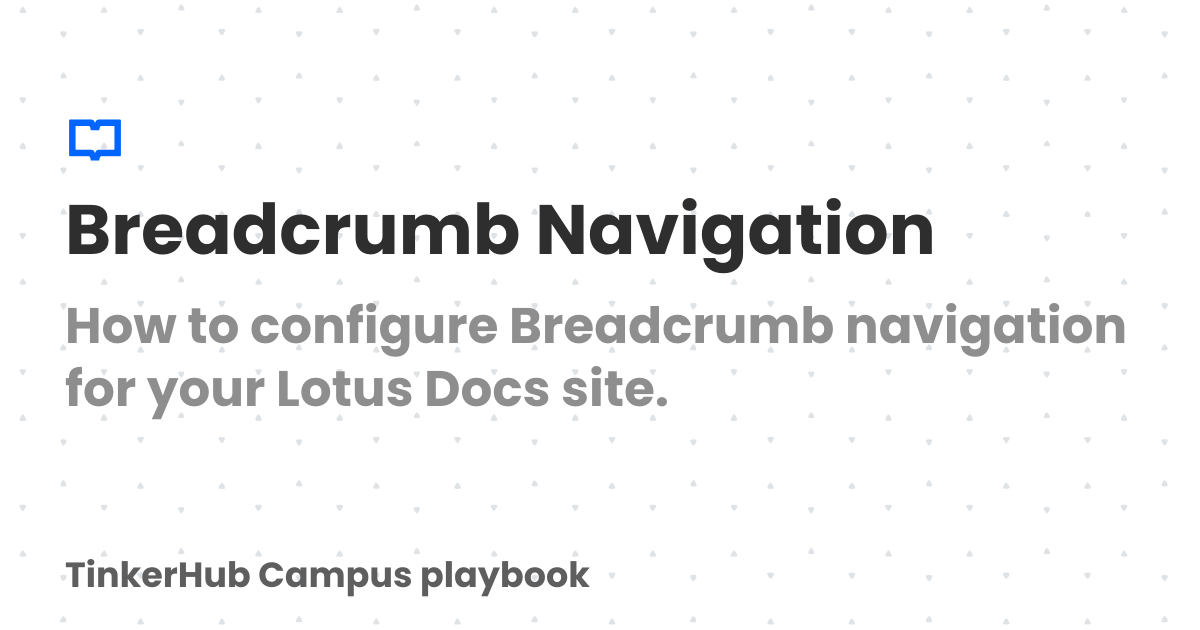 Breadcrumb Navigation
How to configure Breadcrumb navigation
for your Lotus Docs site.
TinkerHub Campus playbook